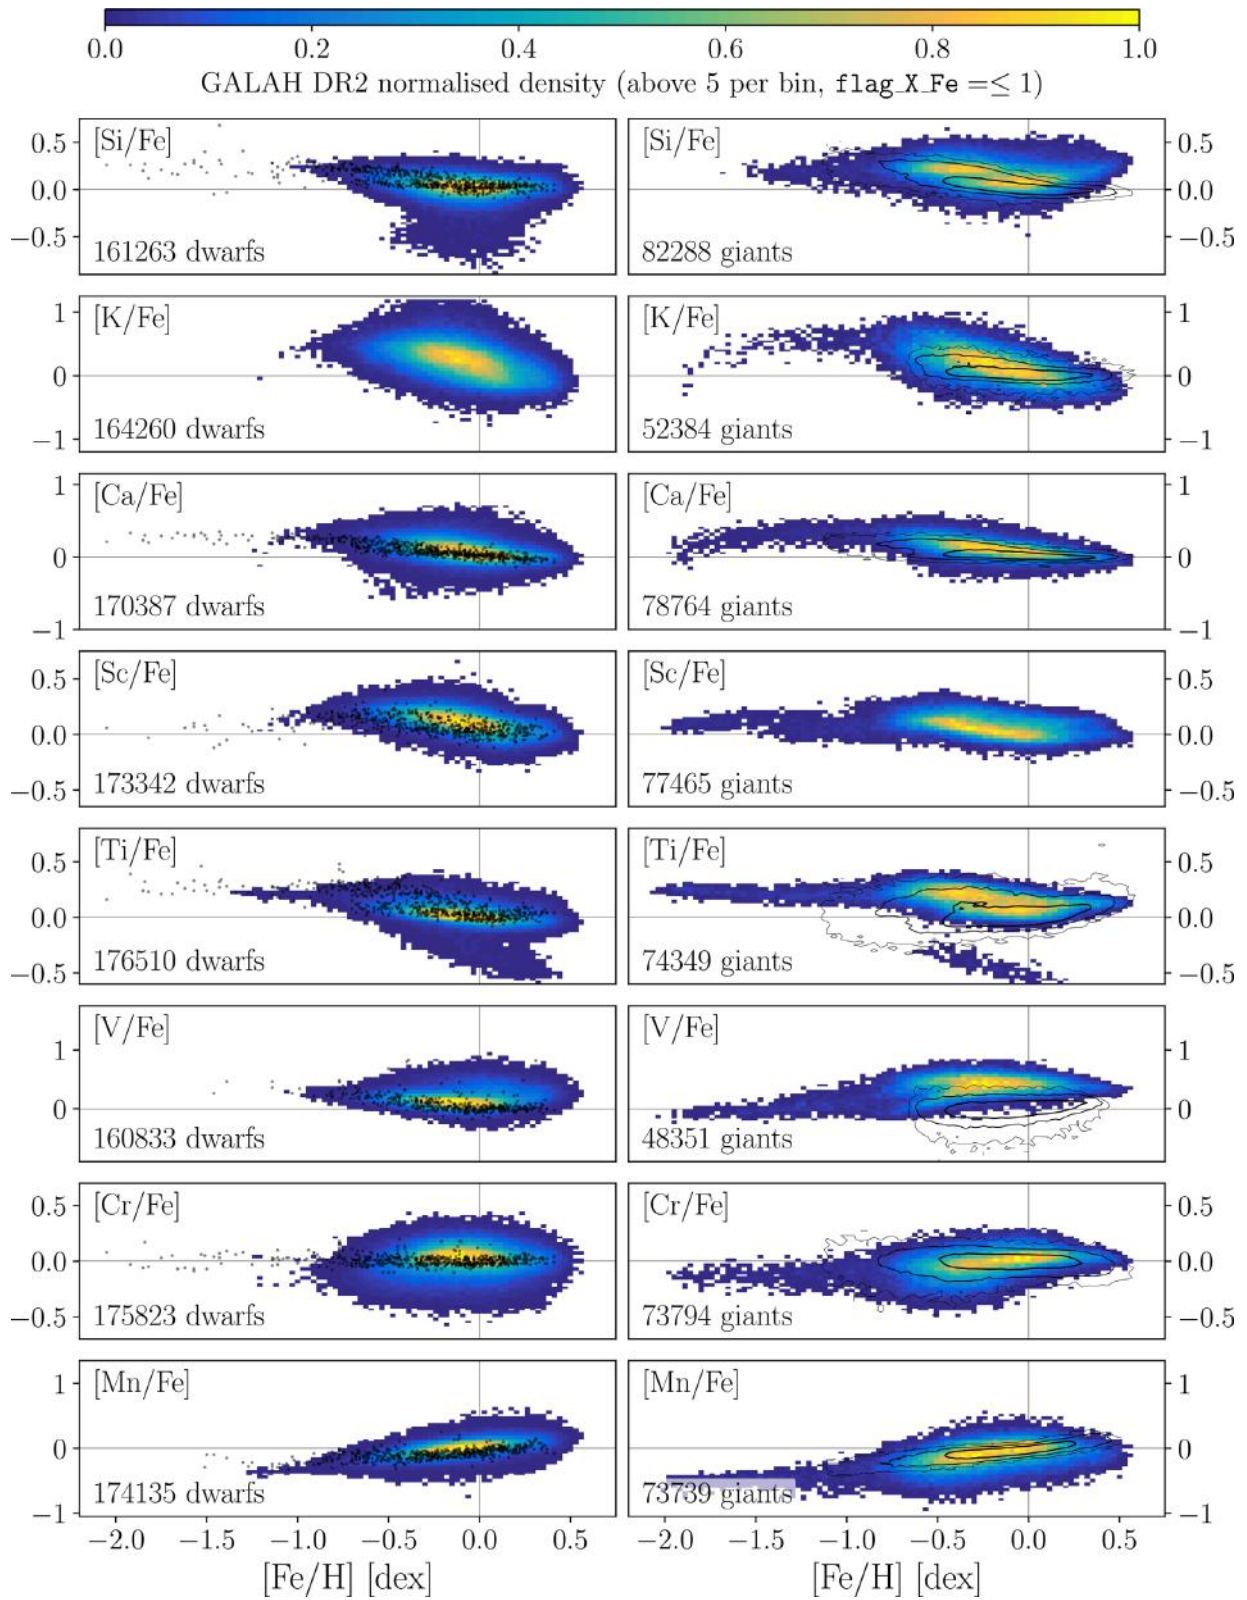 0.0 0.2 0.4 0.6 0.8 1.0
GALAH DR2 normalised density (above 5 per bin, flag_X_Fe =≤ 1)
[Si/Fe] [Si/Fe]
0.5 0.5
0.0 0.0
−0.5 −0.5
161263 dwarfs 82288 giants
[K/Fe] [K/Fe]
1 1
0 0
164260 dwarfs 52384 giants
−1 −1
1 1
[Ca/Fe] [Ca/Fe]
0 0
170387 dwarfs 78764 giants
−1 −1
[Sc/Fe] [Sc/Fe]
0.5 0.5
0.0 0.0
173342 dwarfs 77465 giants
−0.5 −0.5
[Ti/Fe] [Ti/Fe]
0.5 0.5
0.0 0.0
176510 dwarfs 74349 giants
−0.5 −0.5
[V/Fe] [V/Fe]
1 1
0 0
160833 dwarfs 48351 giants
[Cr/Fe] [Cr/Fe]
0.5 0.5
0.0 0.0
175823 dwarfs 73794 giants
−0.5 −0.5
[Mn/Fe] [Mn/Fe]
1 1
0 0
174135 dwarfs 73739 giants
−1 −1
−2.0 −1.5 −1.0 −0.5 0.0 0.5 −2.0 −1.5 −1.0 −0.5 0.0 0.5
[Fe/H] [dex] [Fe/H] [dex]